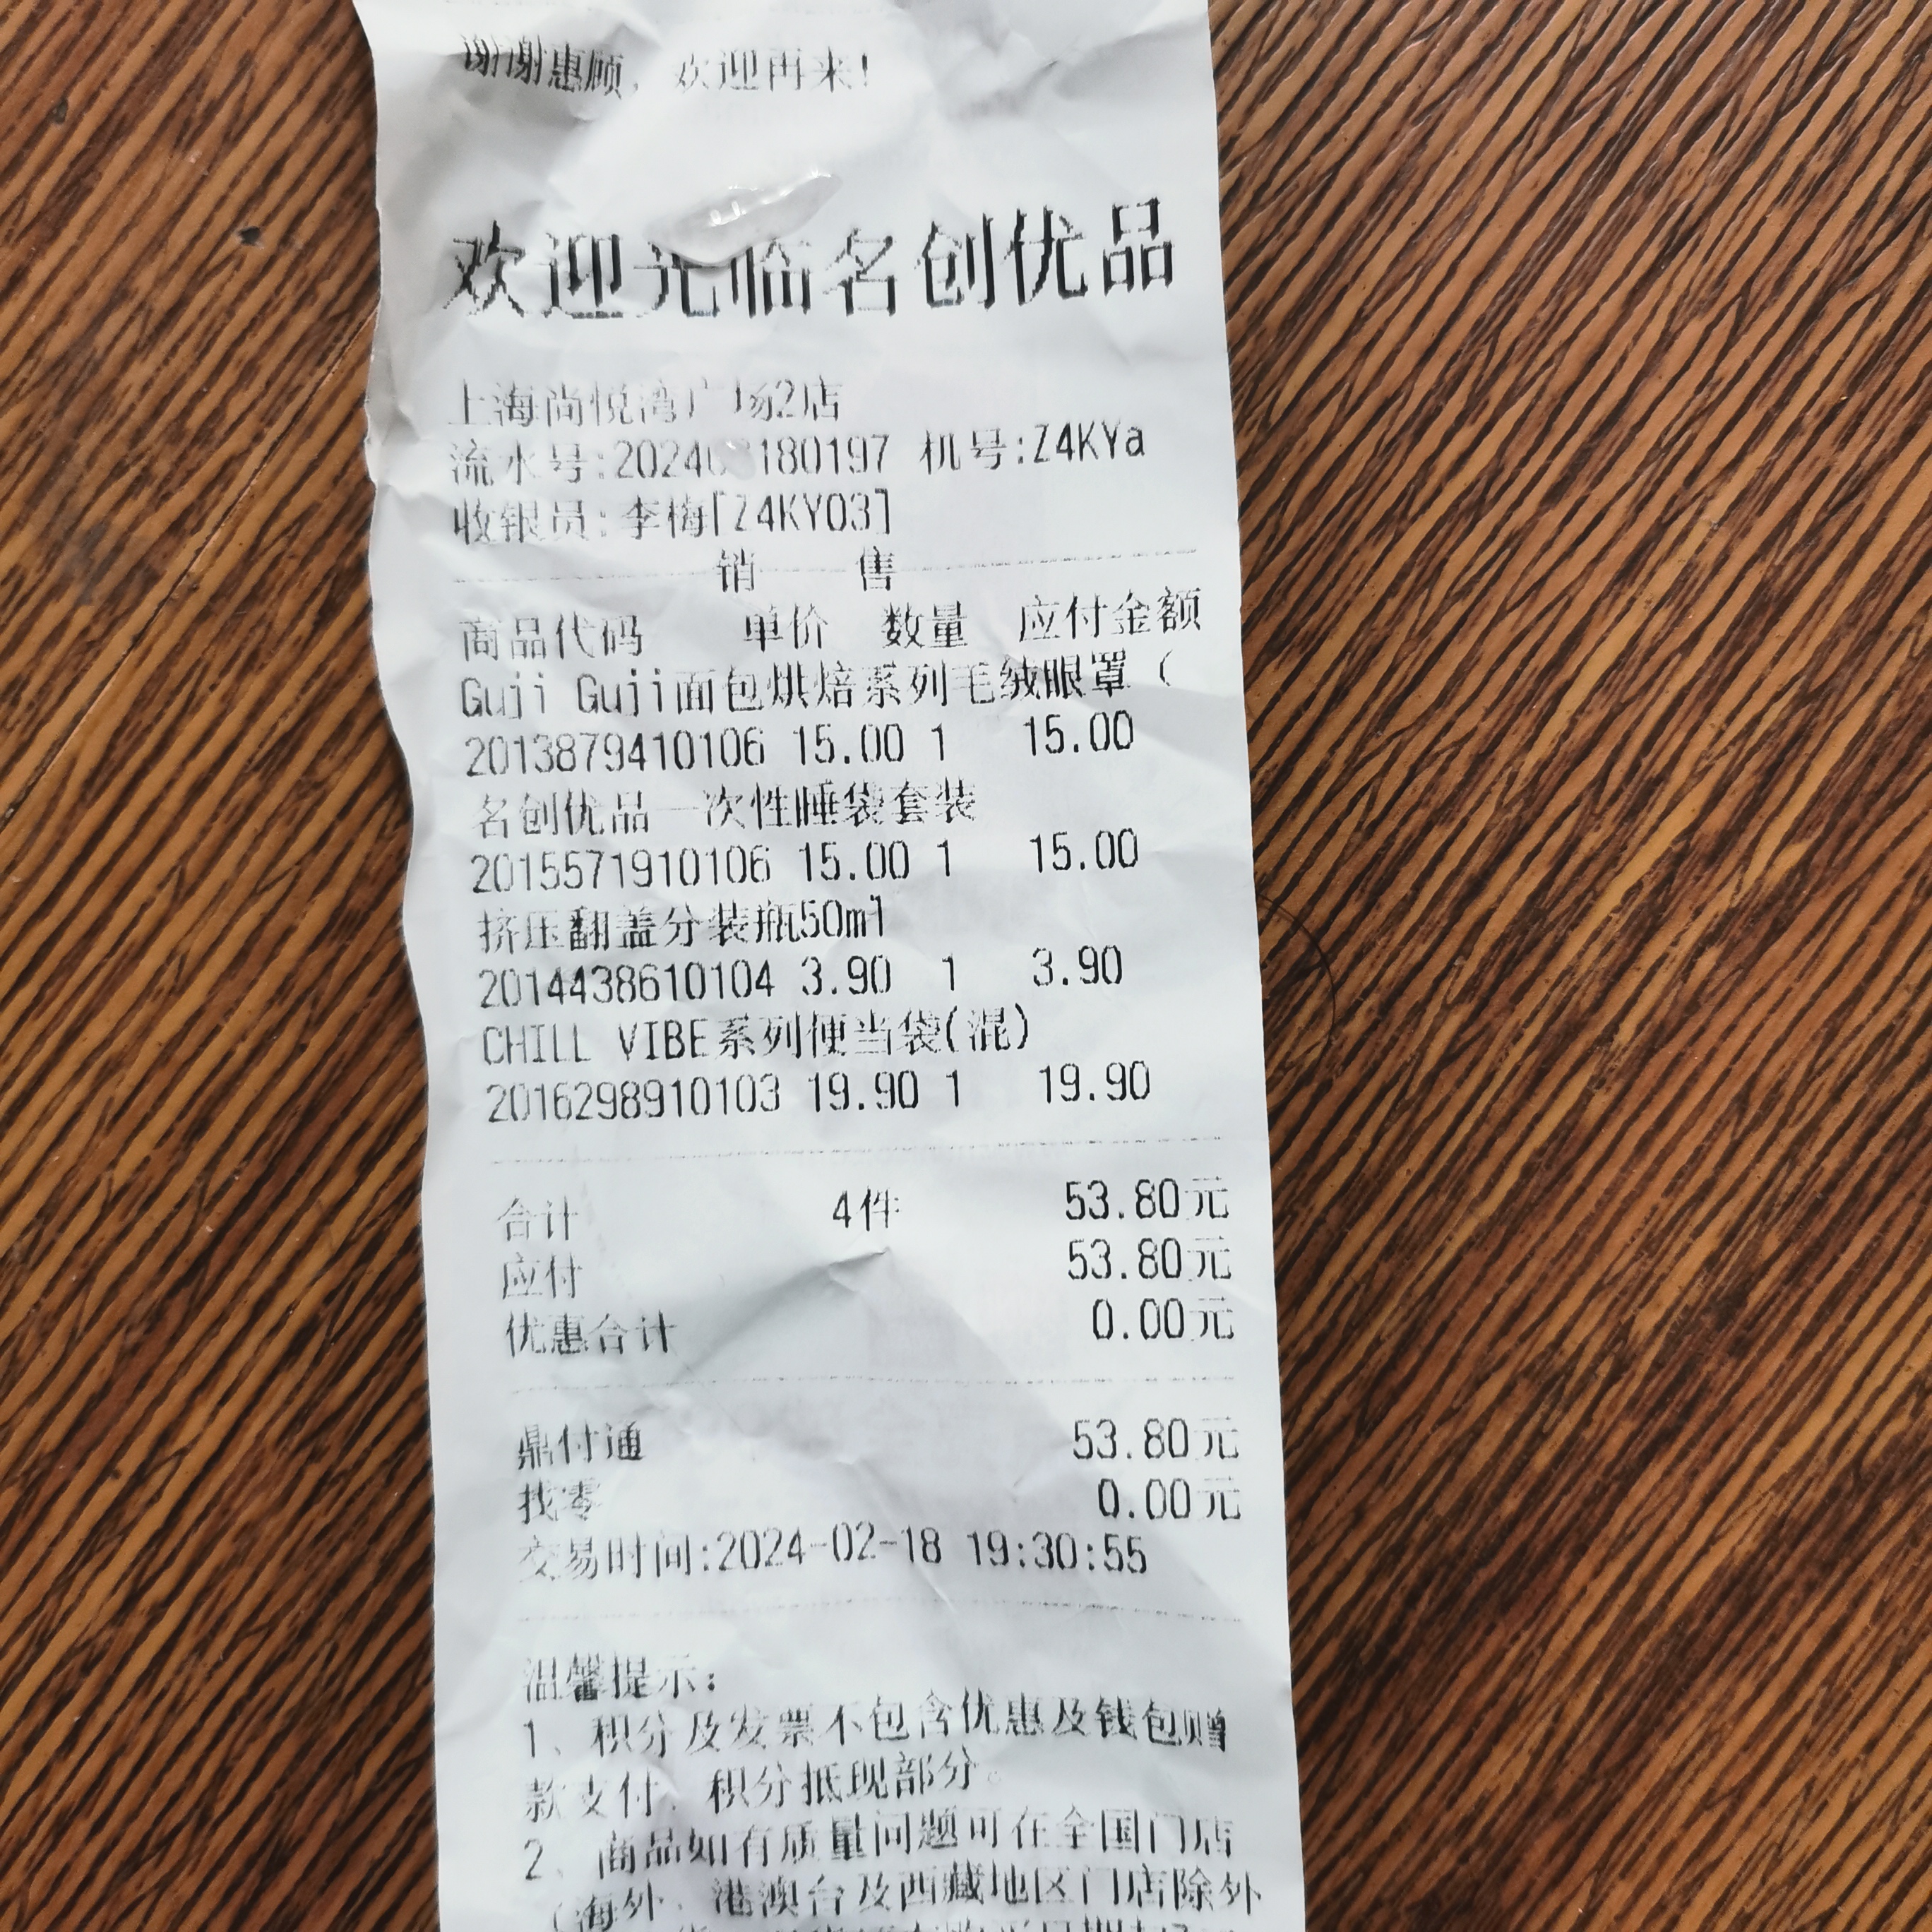 谢谢惠顾，欢迎再来！
欢迎光临名创优品
上海尚悦湾广场2店
流水号:20240 180197 机号:Z4KYa
收银员:李梅[Z4KY03]
销 售
商品代码 单价 数量 应付金额
Guji Guji面包烘焙系列毛绒眼罩（
2013879410106 15.00 1 15.00
名创优品一次性睡袋套装
2015571910106 15.00 1 15.00
挤压翻盖分装瓶50ml
2014438610104 3.90 1 3.90
CHILL VIBE系列便当袋(混)
2016298910103 19.90 1 19.90
合计 4件 53.80元
应付 53.80元
优惠合计 0.00元
鼎付通 53.80元
找零 0.00元
交易时间:2024-02-18 19:30:55
温馨提示：
1、积分及发票不包含优惠及钱包赠
款支付、积分抵现部分。
2、商品如有质量问题可在全国门店
（海外、港澳台及西藏地区门店除外